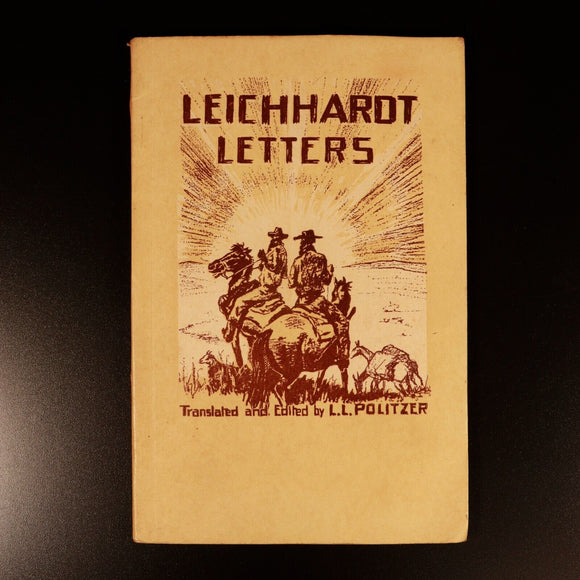 LEICHHARDT
LETTERS
Translated and Edited by L.L. POLITZER